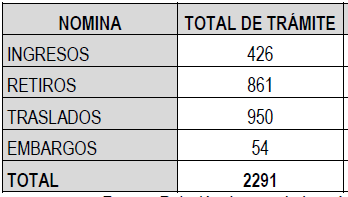 NOMINA TOTAL DE TRÁMITE
INGRESOS 426
RETIROS 861
TRASLADOS 950
EMBARGOS 54
TOTAL 2291